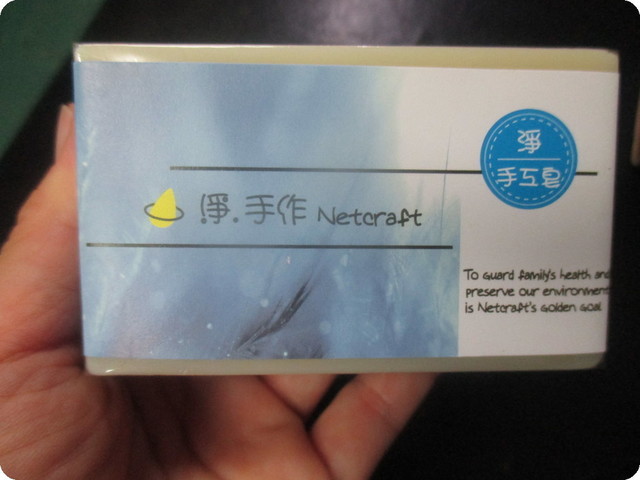 淨
手工皂
淨.手作 Netcraft
To Guard family's health and
preserve our environment
is Netcraft's Golden Goal